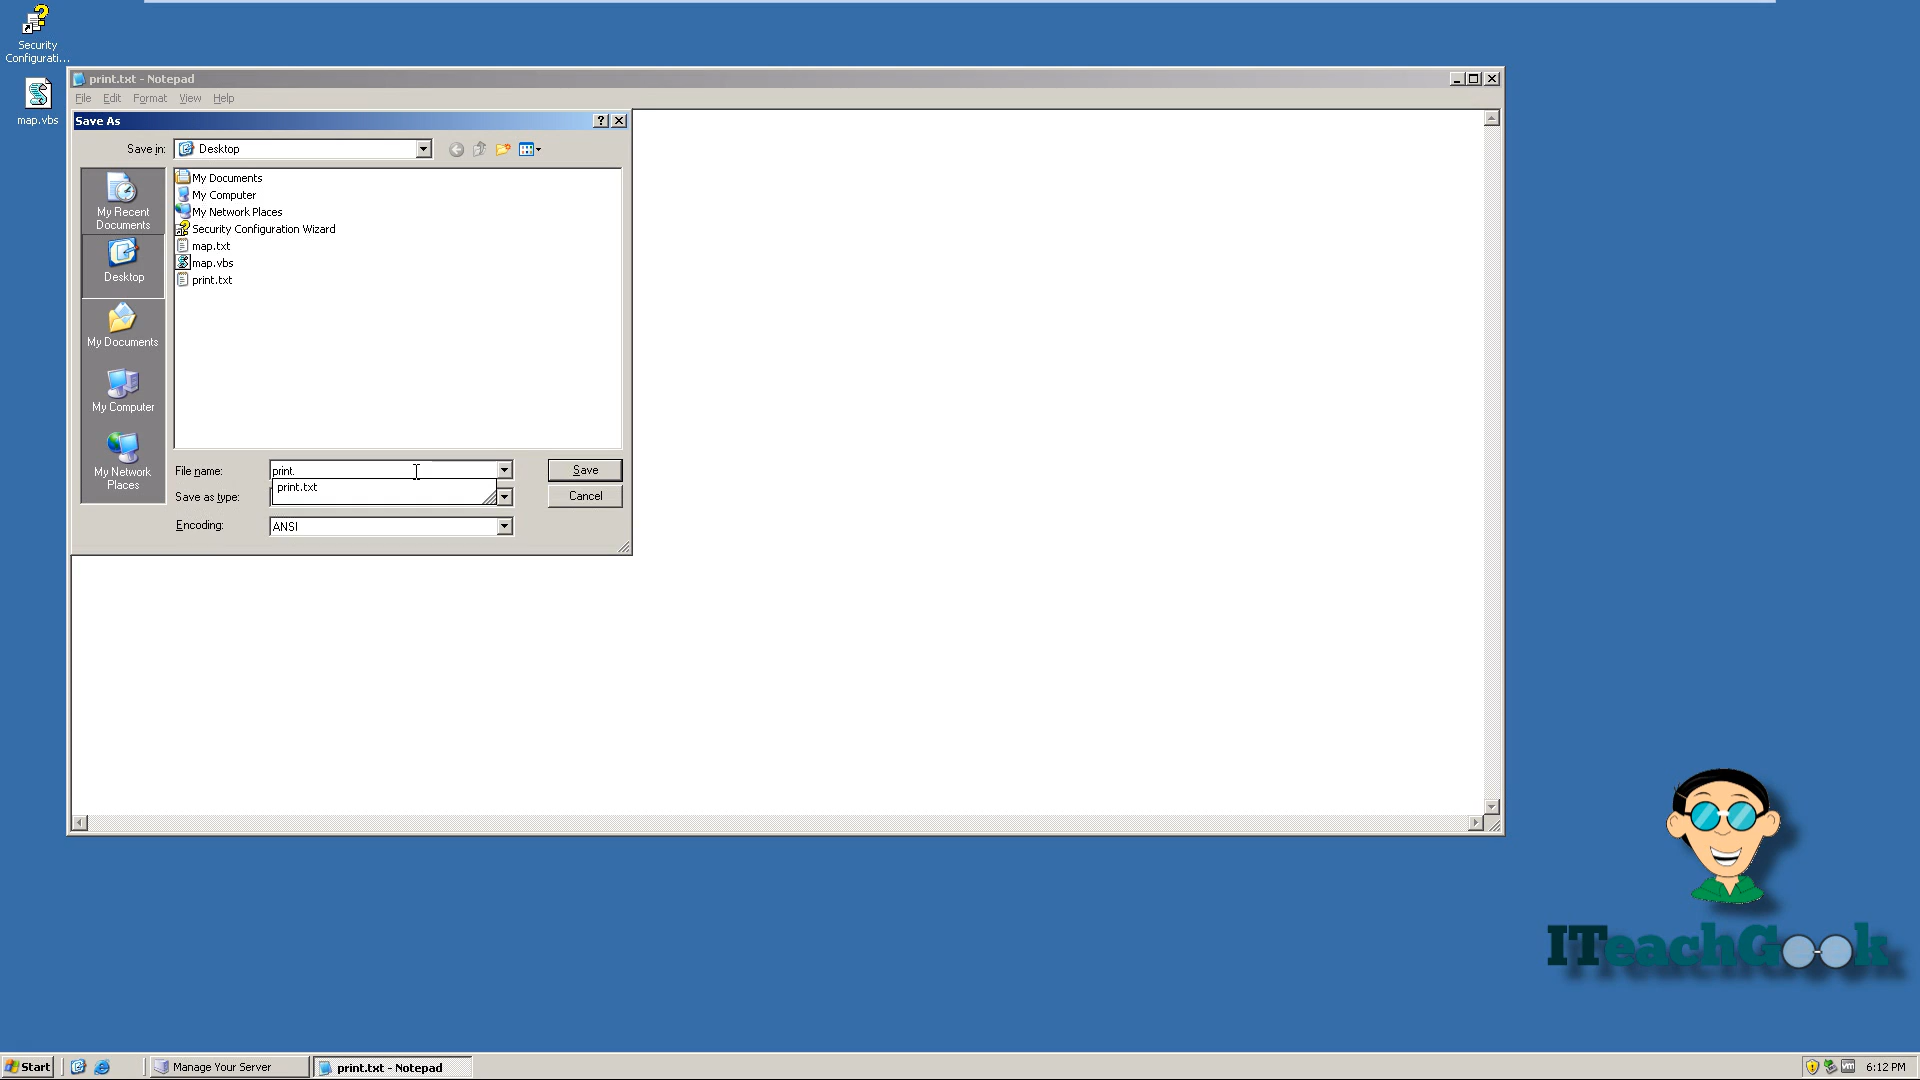 Security
Configurati...
map.vbs
print.txt - Notepad
File Edit Format View Help
Save As
Save in: Desktop
My Recent
Documents
Desktop
My Documents
My Computer
My Network
Places
My Documents
My Computer
My Network Places
Security Configuration Wizard
map.txt
map.vbs
print.txt
File name: print. Save
print.txt
Save as type: Cancel
Encoding: ANSI
ITeachGeek
Start Manage Your Server print.txt - Notepad 6:12 PM